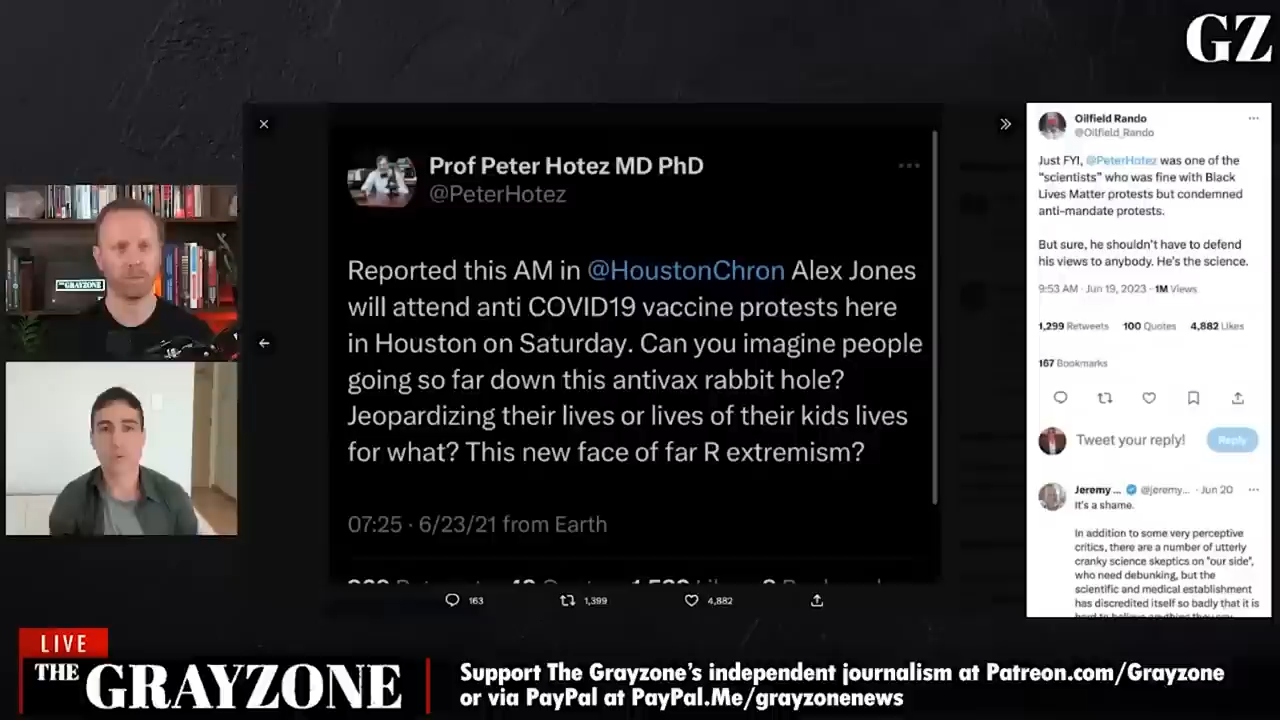 GZ
Prof Peter Hotez MD PhD
@PeterHotez
Reported this AM in @HoustonChron Alex Jones
will attend anti COVID19 vaccine protests here
in Houston on Saturday. Can you imagine people
going so far down this antivax rabbit hole?
Jeopardizing their lives or lives of their kids lives
for what? This new face of far R extremism?
07:25 · 6/23/21 from Earth
163 1,399 4,882
Oilfield Rando
@Oilfield_Rando
Just FYI, @PeterHotez was one of the
"scientists" who was fine with Black
Lives Matter protests but condemned
anti-mandate protests.
But sure, he shouldn't have to defend
his views to anybody. He's the science.
9:53 AM · Jun 19, 2023 · 1M Views
1,299 Retweets 100 Quotes 4,882 Likes
167 Bookmarks
Tweet your reply! Reply
Jeremy ... @jeremy... · Jun 20
It's a shame.
In addition to some very perceptive
critics, there are a number of utterly
cranky science skeptics on "our side",
who need debunking, but the
scientific and medical establishment
has discredited itself so badly that it is
THE GRAYZONE
LIVE
THE GRAYZONE
Support The Grayzone's independent journalism at Patreon.com/Grayzone
or via PayPal at PayPal.Me/grayzonenews